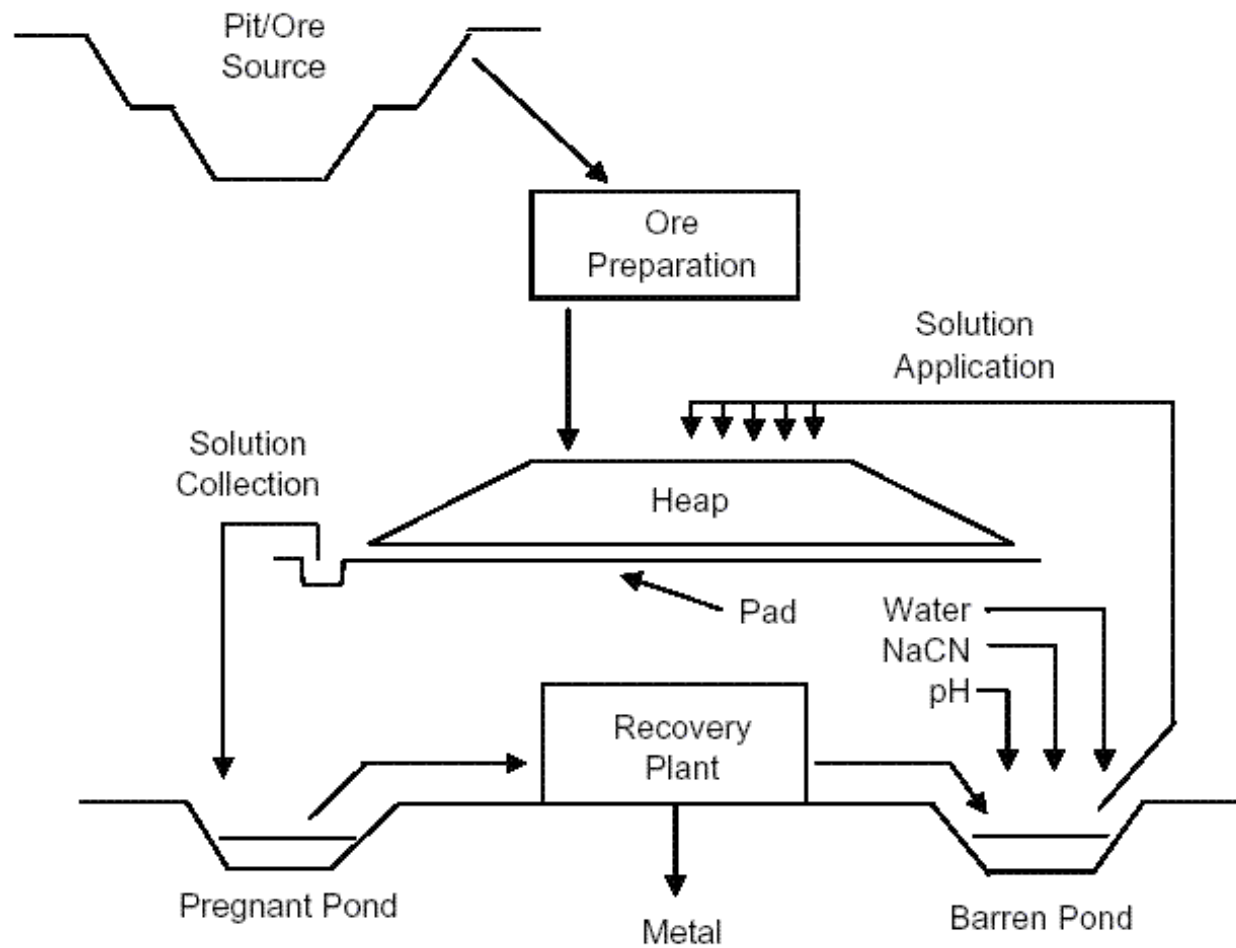 Pit/Ore
Source
Ore
Preparation
Solution
Application
Solution
Collection
Heap
Pad
Water
NaCN
pH
Recovery
Plant
Pregnant Pond
Metal
Barren Pond